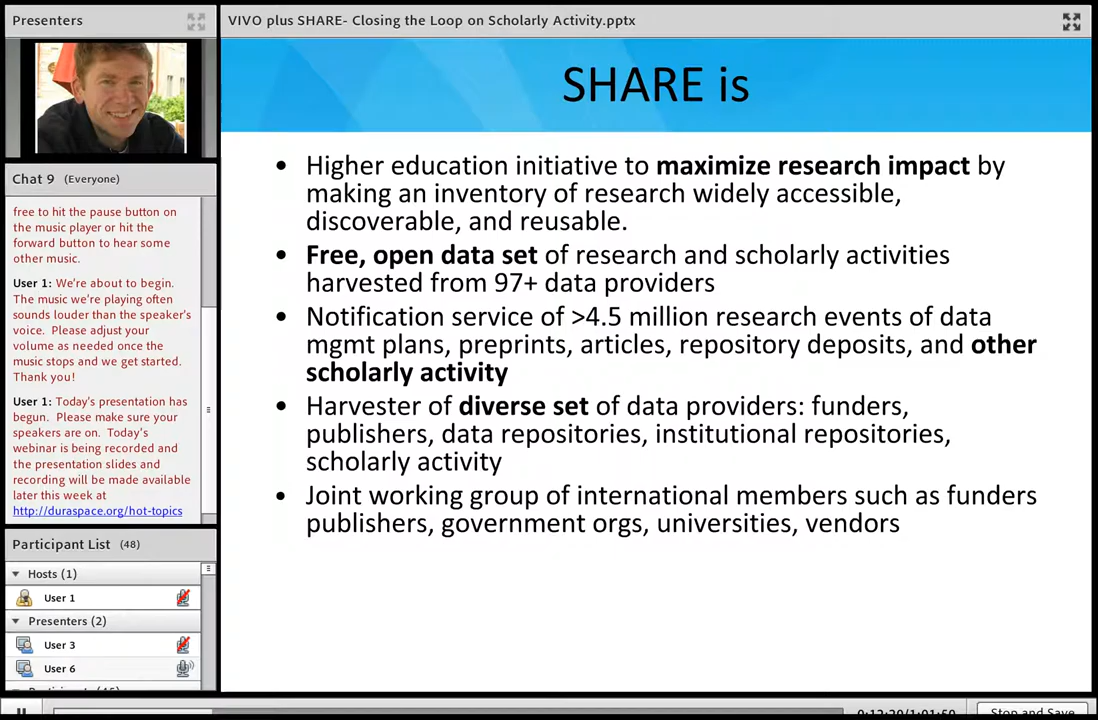 Presenters
VIVO plus SHARE- Closing the Loop on Scholarly Activity.pptx
Chat 9 (Everyone)
free to hit the pause button on
the music player or hit the
forward button to hear some
other music.
User 1: We're about to begin.
The music we're playing often
sounds louder than the speaker's
voice. Please adjust your
volume as needed once the
music stops and we get started.
Thank you!
User 1: Today's presentation has
begun. Please make sure your
speakers are on. Today's
webinar is being recorded and
the presentation slides and
recording will be made available
later this week at
http://duraspace.org/hot-topics
Participant List (48)
Hosts (1)
User 1
Presenters (2)
User 3
User 6
SHARE is
• Higher education initiative to maximize research impact by
making an inventory of research widely accessible,
discoverable, and reusable.
• Free, open data set of research and scholarly activities
harvested from 97+ data providers
• Notification service of >4.5 million research events of data
mgmt plans, preprints, articles, repository deposits, and other
scholarly activity
• Harvester of diverse set of data providers: funders,
publishers, data repositories, institutional repositories,
scholarly activity
• Joint working group of international members such as funders
publishers, government orgs, universities, vendors
Stop and Save